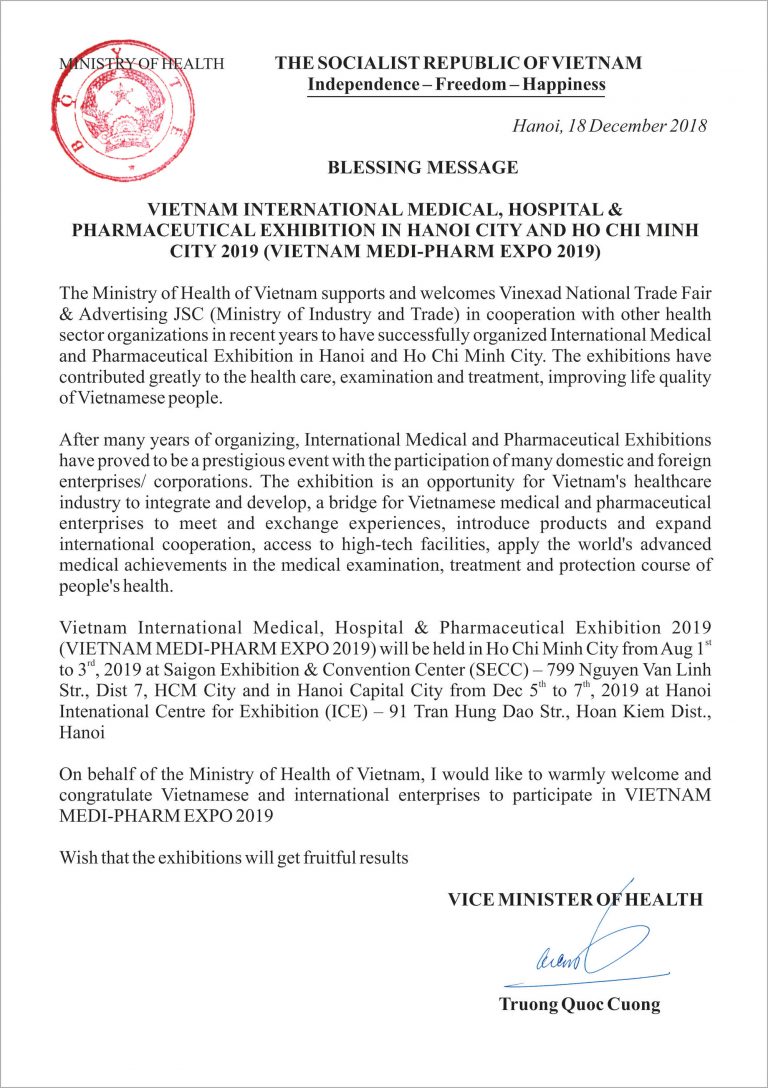 MINISTRY OF HEALTH
THE SOCIALIST REPUBLIC OF VIETNAM
Independence – Freedom – Happiness
B Ộ Y T Ế
Hanoi, 18 December 2018
BLESSING MESSAGE
VIETNAM INTERNATIONAL MEDICAL, HOSPITAL &
PHARMACEUTICAL EXHIBITION IN HANOI CITY AND HO CHI MINH
CITY 2019 (VIETNAM MEDI-PHARM EXPO 2019)
The Ministry of Health of Vietnam supports and welcomes Vinexad National Trade Fair
& Advertising JSC (Ministry of Industry and Trade) in cooperation with other health
sector organizations in recent years to have successfully organized International Medical
and Pharmaceutical Exhibition in Hanoi and Ho Chi Minh City. The exhibitions have
contributed greatly to the health care, examination and treatment, improving life quality
of Vietnamese people.
After many years of organizing, International Medical and Pharmaceutical Exhibitions
have proved to be a prestigious event with the participation of many domestic and foreign
enterprises/ corporations. The exhibition is an opportunity for Vietnam's healthcare
industry to integrate and develop, a bridge for Vietnamese medical and pharmaceutical
enterprises to meet and exchange experiences, introduce products and expand
international cooperation, access to high-tech facilities, apply the world's advanced
medical achievements in the medical examination, treatment and protection course of
people's health.
Vietnam International Medical, Hospital & Pharmaceutical Exhibition 2019
(VIETNAM MEDI-PHARM EXPO 2019) will be held in Ho Chi Minh City from Aug 1st
to 3rd, 2019 at Saigon Exhibition & Convention Center (SECC) – 799 Nguyen Van Linh
Str., Dist 7, HCM City and in Hanoi Capital City from Dec 5th to 7th, 2019 at Hanoi
Intenational Centre for Exhibition (ICE) – 91 Tran Hung Dao Str., Hoan Kiem Dist.,
Hanoi
On behalf of the Ministry of Health of Vietnam, I would like to warmly welcome and
congratulate Vietnamese and international enterprises to participate in VIETNAM
MEDI-PHARM EXPO 2019
Wish that the exhibitions will get fruitful results
VICE MINISTER OF HEALTH
Truong Quoc Cuong